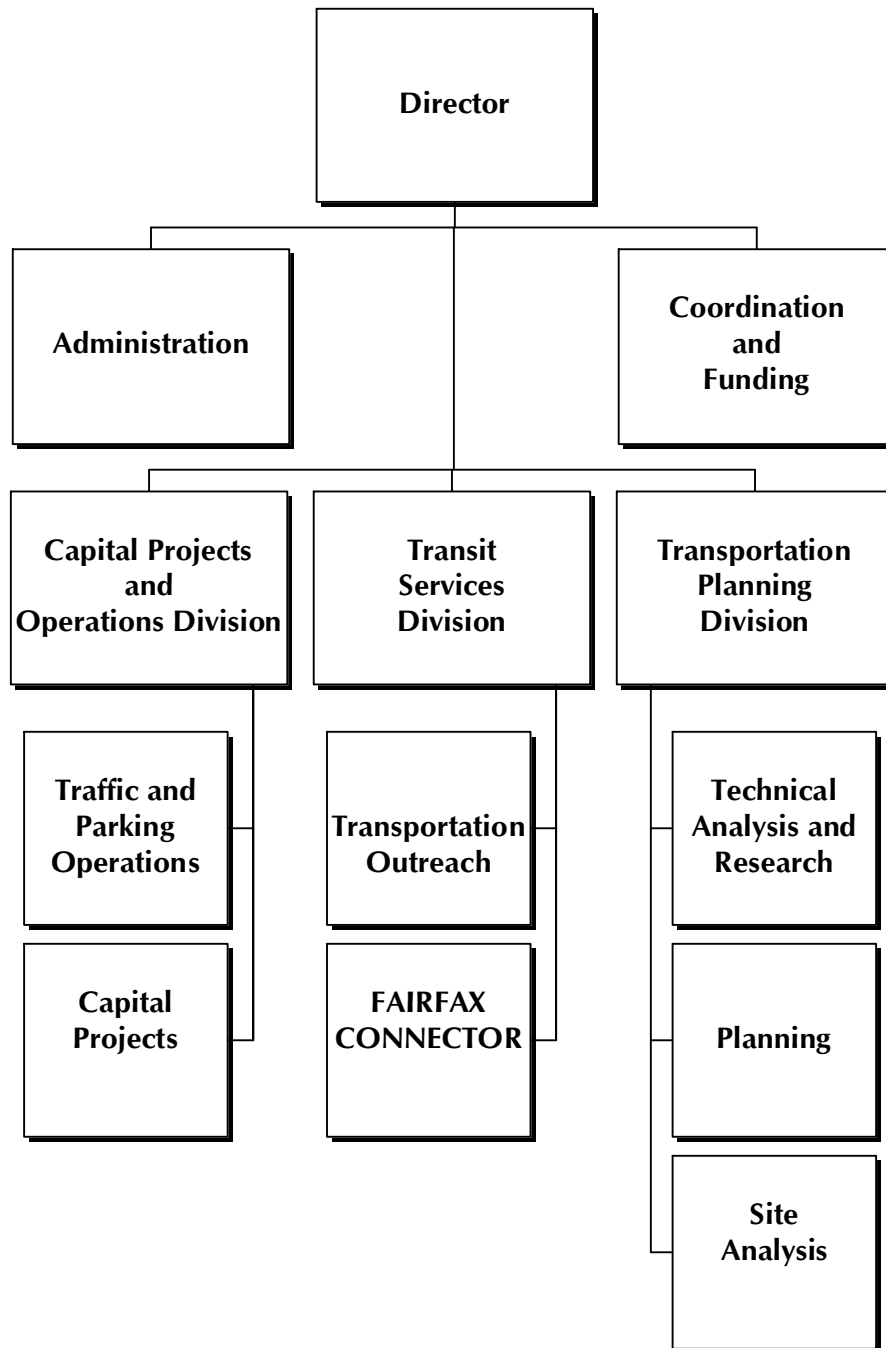 Director
Administration
Coordination
and
Funding
Capital Projects
and
Operations Division
Transit
Services
Division
Transportation
Planning
Division
Traffic and
Parking
Operations
Transportation
Outreach
Technical
Analysis and
Research
Capital
Projects
FAIRFAX
CONNECTOR
Planning
Site
Analysis